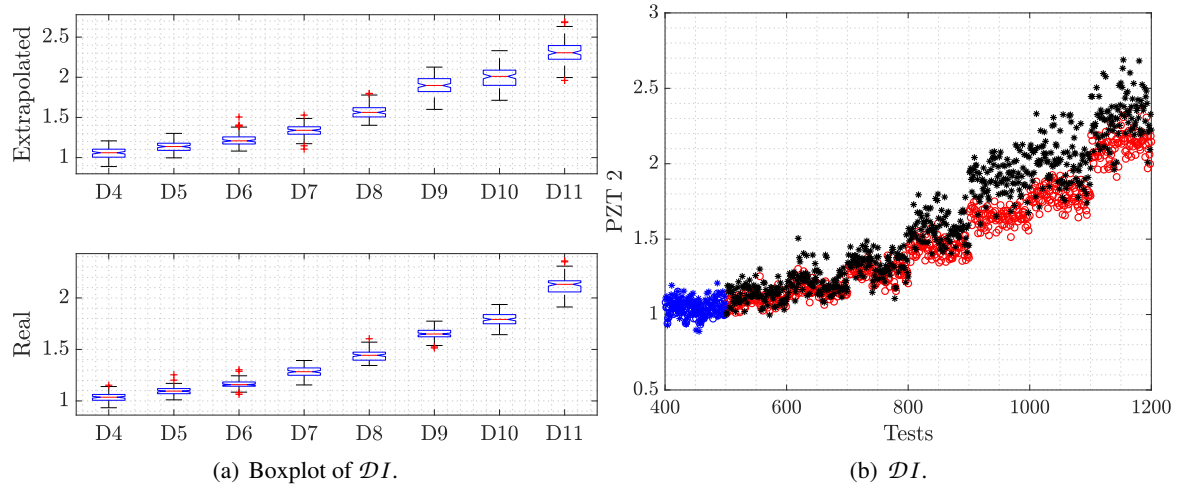 Extrapolated
2.5
2
1.5
1
D4 D5 D6 D7 D8 D9 D10 D11
Real
2
1.5
1
D4 D5 D6 D7 D8 D9 D10 D11
(a) Boxplot of 𝒟I.
PZT 2
3
2.5
2
1.5
1
0.5
400 600 800 1000 1200
Tests
(b) 𝒟I.